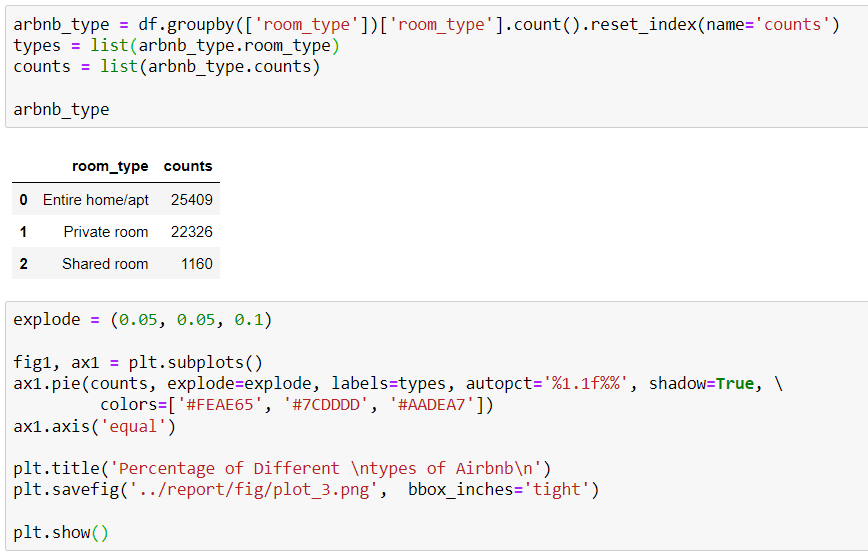 arbnb_type = df.groupby(['room_type'])['room_type'].count().reset_index(name='counts')
types = list(arbnb_type.room_type)
counts = list(arbnb_type.counts)
arbnb_type
room_type counts
0 Entire home/apt 25409
1 Private room 22326
2 Shared room 1160
explode = (0.05, 0.05, 0.1)
fig1, ax1 = plt.subplots()
ax1.pie(counts, explode=explode, labels=types, autopct='%1.1f%%', shadow=True, \
colors=['#FEAE65', '#7CDDDD', '#AADEA7'])
ax1.axis('equal')
plt.title('Percentage of Different \ntypes of Airbnb\n')
plt.savefig('../report/fig/plot_3.png', bbox_inches='tight')
plt.show()